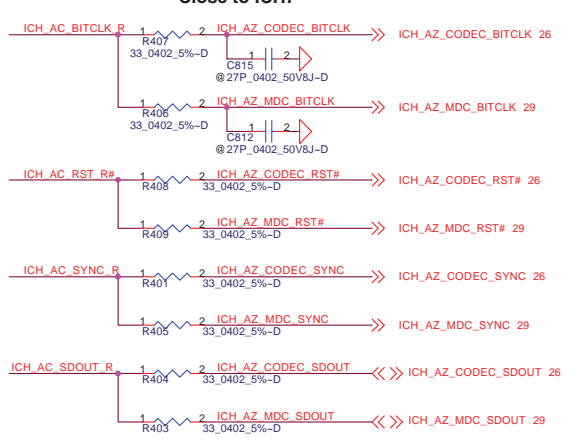 ICH_AC_BITCLK_R 1 2 ICH_AZ_CODEC_BITCLK ICH_AZ_CODEC_BITCLK 26
R407
33_0402_5%~D
1 2
C815
@27P_0402_50V8J~D
1 2 ICH_AZ_MDC_BITCLK ICH_AZ_MDC_BITCLK 29
R406
33_0402_5%~D
1 2
C812
@27P_0402_50V8J~D
ICH_AC_RST_R# 1 2 ICH_AZ_CODEC_RST# ICH_AZ_CODEC_RST# 26
R408 33_0402_5%~D
1 2 ICH_AZ_MDC_RST# ICH_AZ_MDC_RST# 29
R409 33_0402_5%~D
ICH_AC_SYNC_R 1 2 ICH_AZ_CODEC_SYNC ICH_AZ_CODEC_SYNC 26
R401 33_0402_5%~D
1 2 ICH_AZ_MDC_SYNC ICH_AZ_MDC_SYNC 29
R405 33_0402_5%~D
ICH_AC_SDOUT_R 1 2 ICH_AZ_CODEC_SDOUT ICH_AZ_CODEC_SDOUT 26
R404 33_0402_5%~D
1 2 ICH_AZ_MDC_SDOUT ICH_AZ_MDC_SDOUT 29
R403 33_0402_5%~D